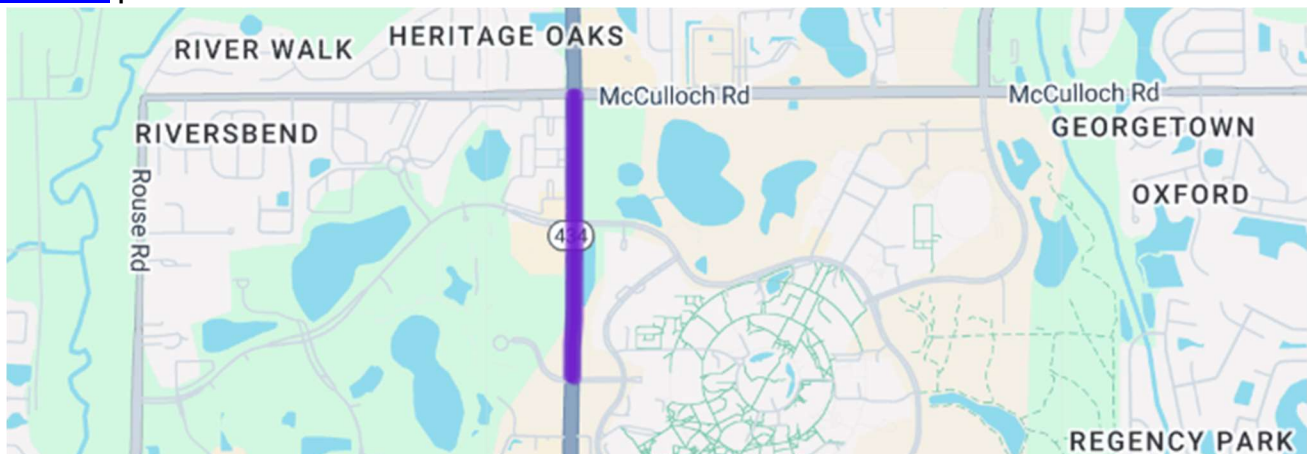 HERITAGE OAKS
RIVER WALK
McCulloch Rd
McCulloch Rd
RIVERSBEND
GEORGETOWN
Rouse Rd
OXFORD
434
REGENCY PARK